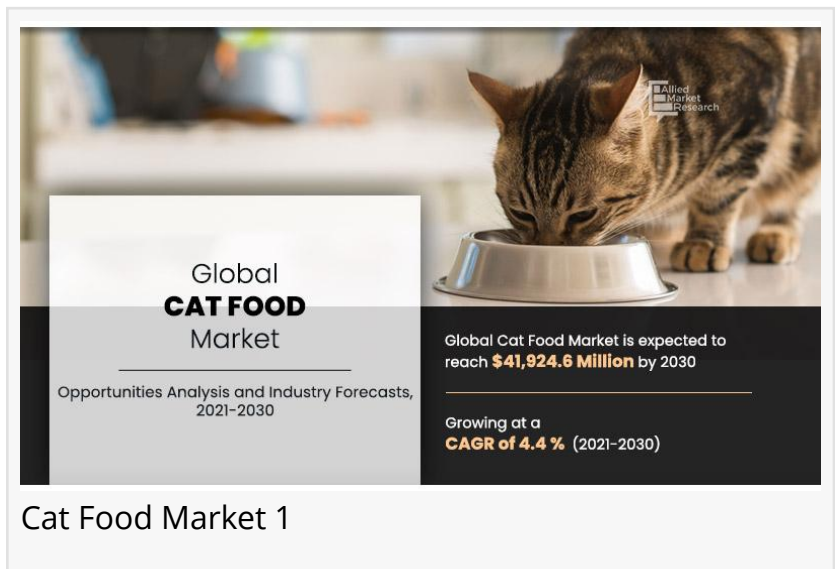 Allied
Market
Research
Global
CAT FOOD
Market
Opportunities Analysis and Industry Forecasts,
2021-2030
Global Cat Food Market is expected to
reach $41,924.6 Million by 2030
Growing at a
CAGR of 4.4 % (2021-2030)
Cat Food Market 1